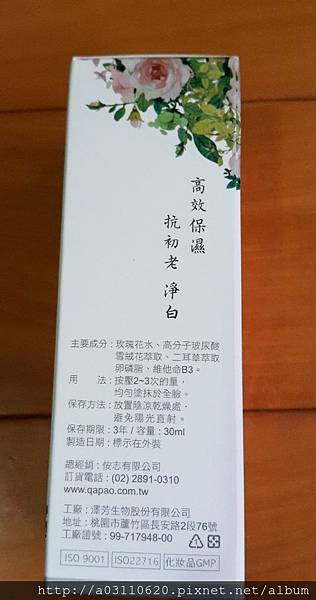 高效保濕
抗初老 淨白
主要成分：玫瑰花水、高分子玻尿酸
雪絨花萃取、二耳草萃取
卵磷脂、維他命B3。
用　　法：按壓2~3次的量，
均勻塗抹於全臉。
保存方法：放置陰涼乾燥處，
避免陽光直射。
保存期限：3年 / 容量：30ml
製造日期：標示在外裝
總經銷：侒志有限公司
訂貨電話：(02) 2891-0310
www.qapao.com.tw
工廠：澤芳生物股份有限公司
地址：桃園市蘆竹區長安路2段76號
工廠證號：99-717948-00
ISO 9001
ISO22716
化妝品GMP
http://a03110620.pixnet.net/album